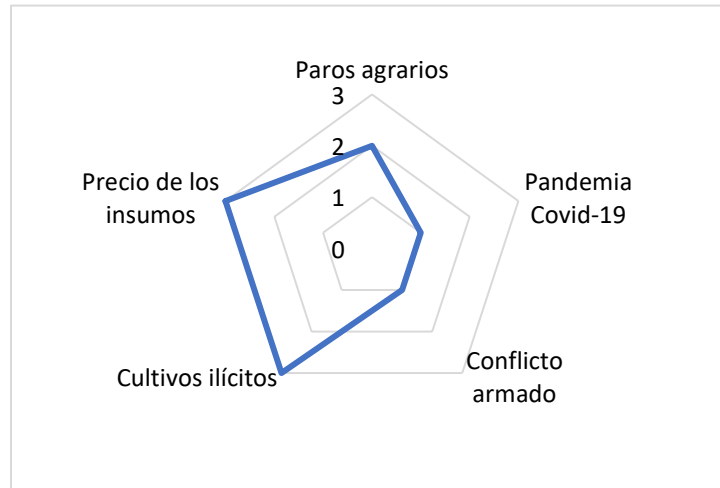 Paros agrarios
3
2
1
0
Pandemia
Covid-19
Conflicto
armado
Cultivos ilícitos
Precio de los
insumos